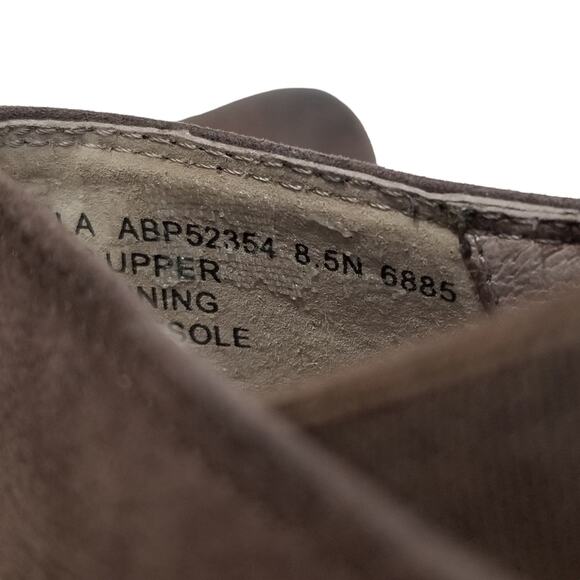 LA ABP52354 8.5N 6885
UPPER
NING
SOLE